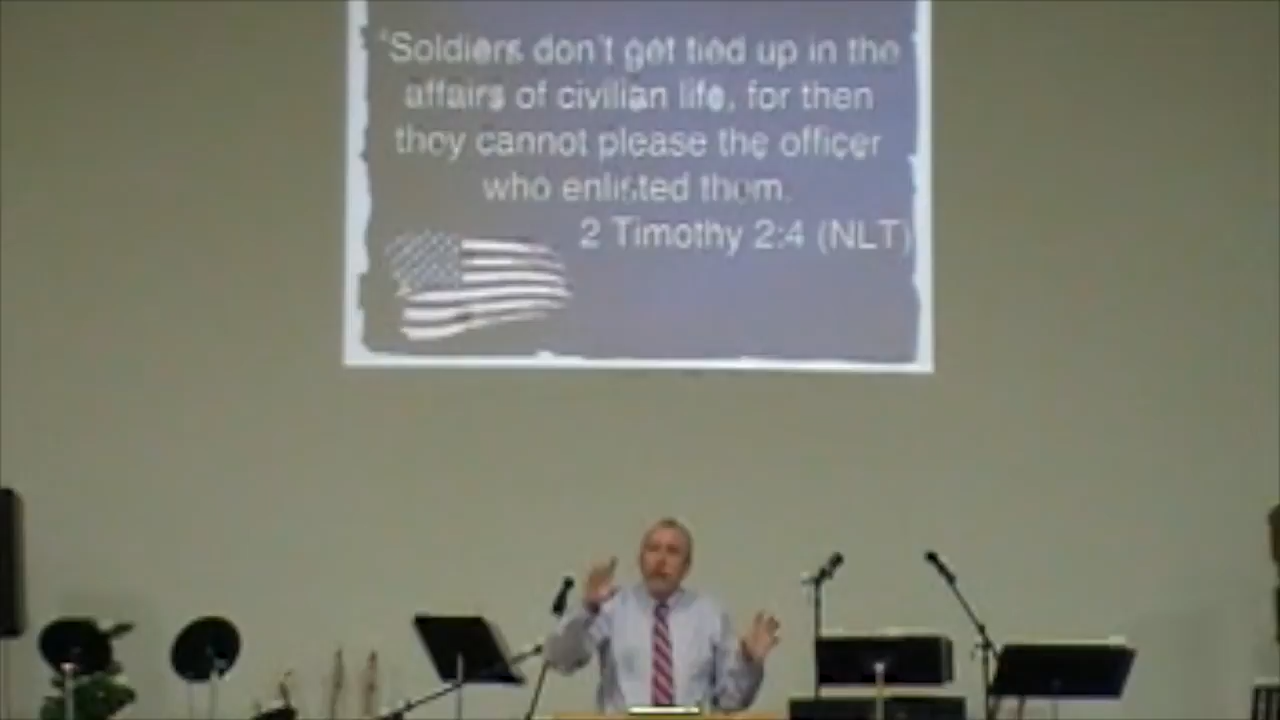 “Soldiers don't get tied up in the
affairs of civilian life, for then
they cannot please the officer
who enlisted them.
2 Timothy 2:4 (NLT)